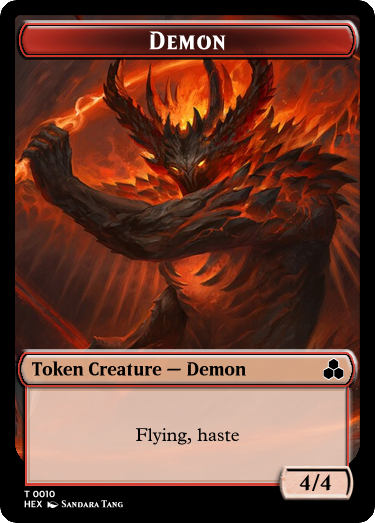 Demon
Token Creature — Demon
Flying, haste
4/4
T 0010
HEX Sandara Tang